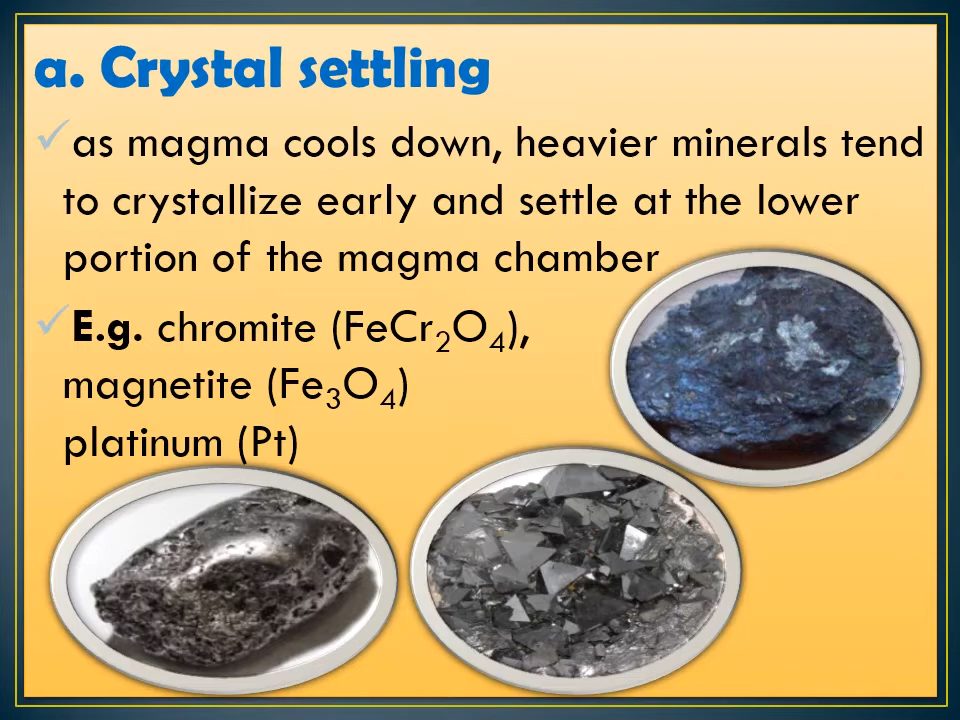 a. Crystal settling
✓ as magma cools down, heavier minerals tend
to crystallize early and settle at the lower
portion of the magma chamber
✓ E.g. chromite (FeCr₂O₄),
magnetite (Fe₃O₄)
platinum (Pt)